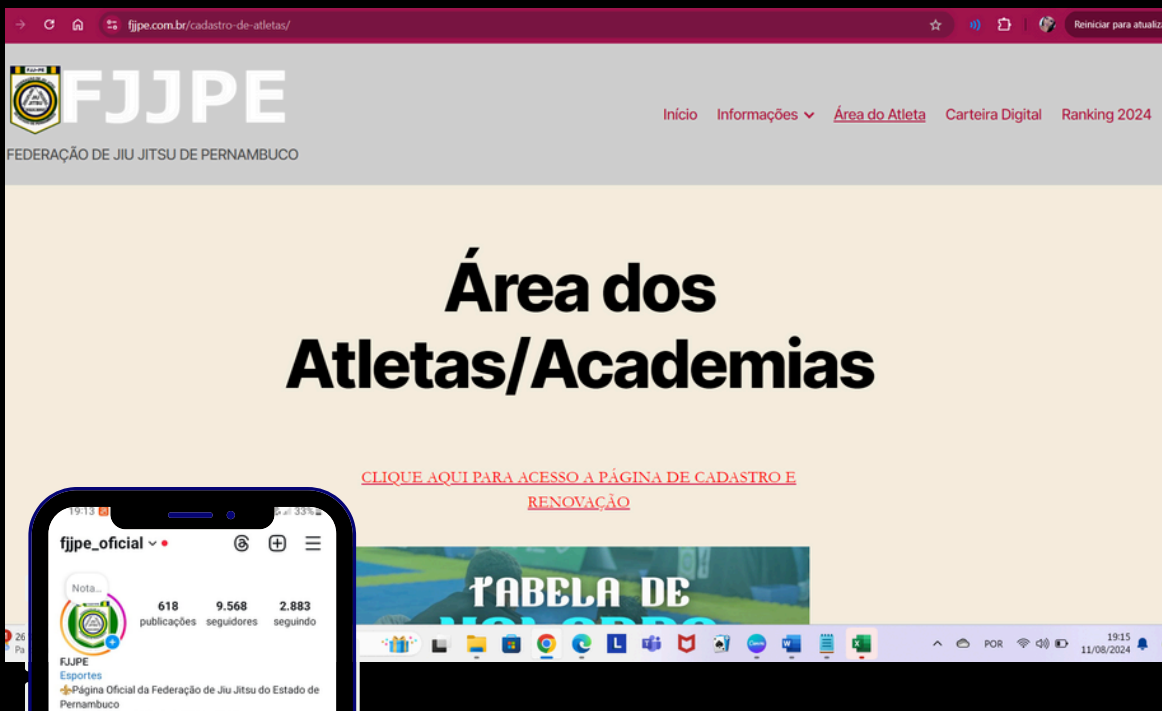 fjjpe.com.br/cadastro-de-atletas/
Reiniciar para atualiza
FJJPE
FEDERAÇÃO DE JIU JITSU DE PERNAMBUCO
Início Informações Área do Atleta Carteira Digital Ranking 2024
Área dos
Atletas/Academias
CLIQUE AQUI PARA ACESSO A PÁGINA DE CADASTRO E
RENOVAÇÃO
TABELA DE
19:13 33%
fjjpe_oficial
Nota...
618 9.568 2.883
publicações seguidores seguindo
FJJPE
Esportes
Página Oficial da Federação de Jiu Jitsu do Estado de
Pernambuco
26
Pa
POR
19:15
11/08/2024